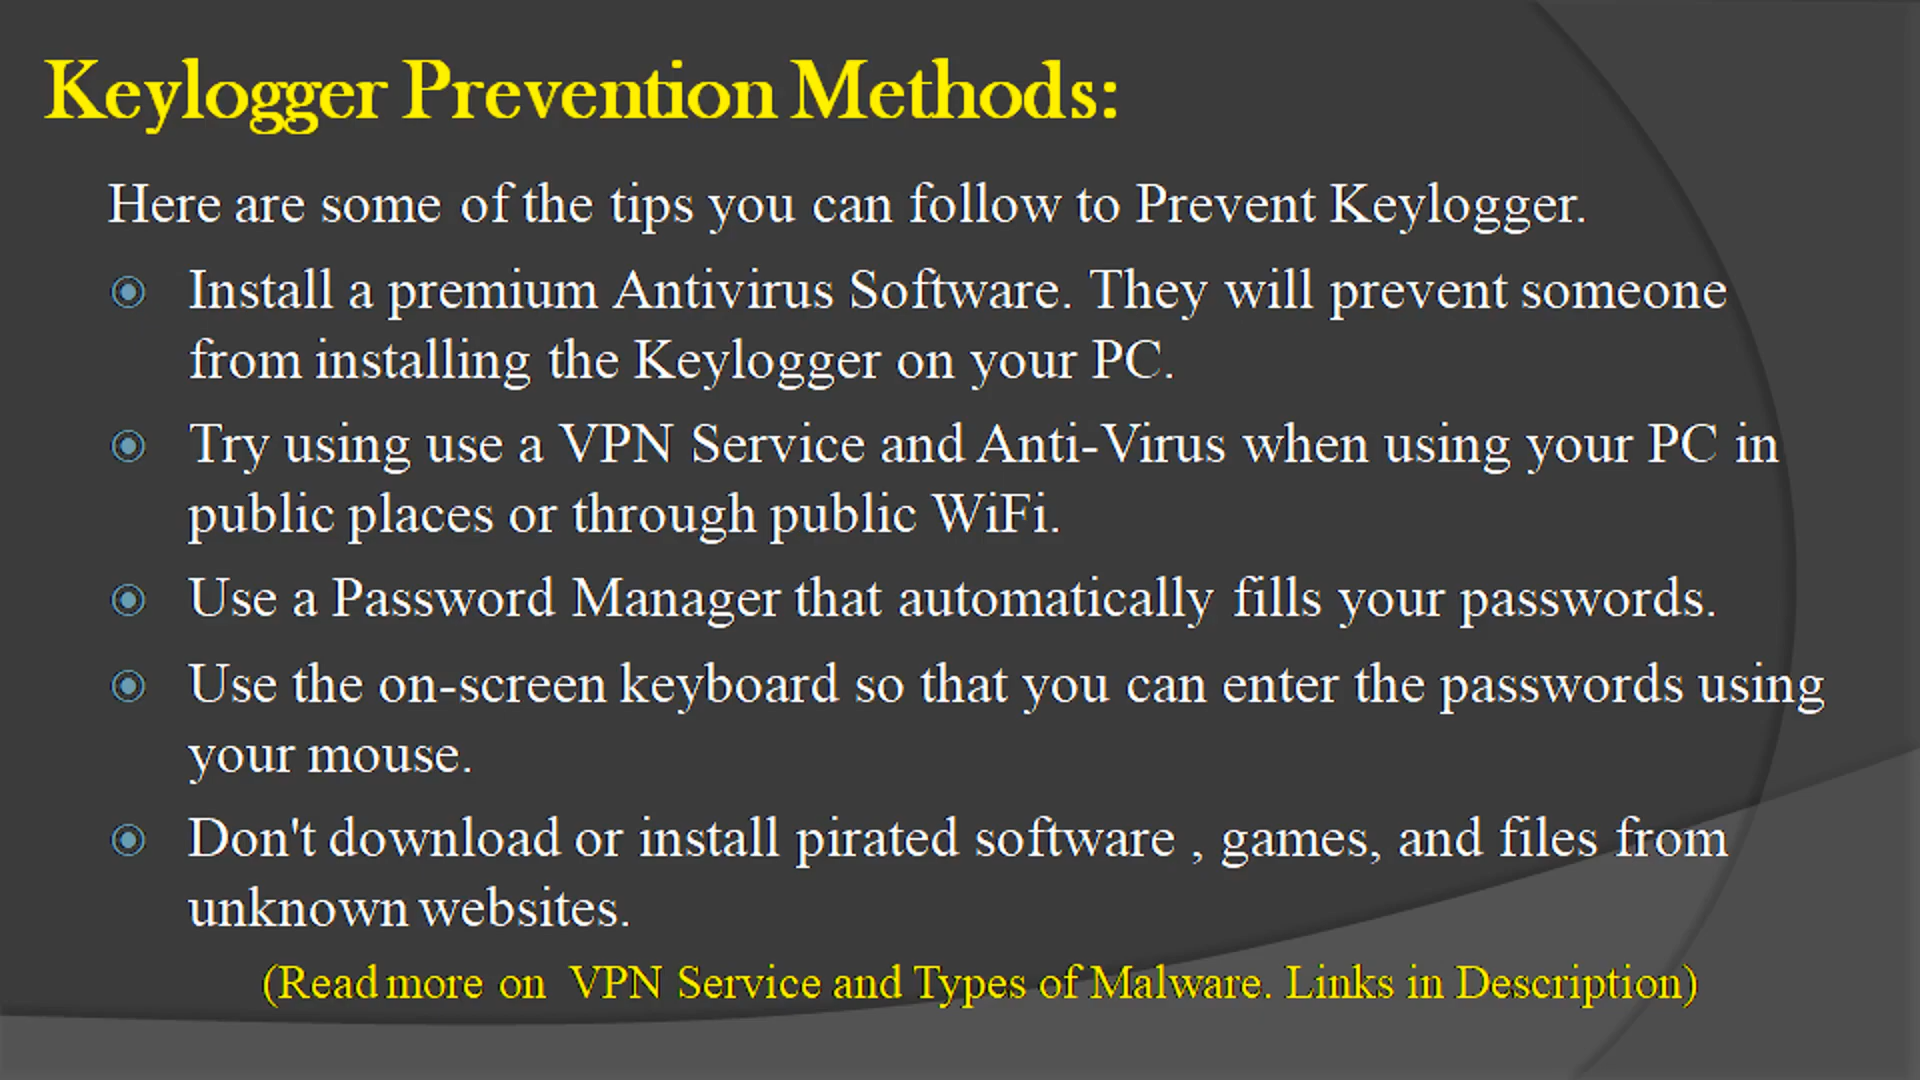 Keylogger Prevention Methods:
Here are some of the tips you can follow to Prevent Keylogger.
Install a premium Antivirus Software. They will prevent someone
from installing the Keylogger on your PC.
Try using use a VPN Service and Anti-Virus when using your PC in
public places or through public WiFi.
Use a Password Manager that automatically fills your passwords.
Use the on-screen keyboard so that you can enter the passwords using
your mouse.
Don't download or install pirated software , games, and files from
unknown websites.
(Read more on VPN Service and Types of Malware. Links in Description)